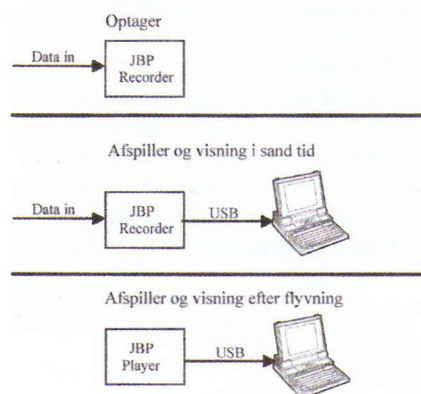 Optager
Data in
JBP
Recorder
Afspiller og visning i sand tid
Data in
JBP
Recorder
USB
Afspiller og visning efter flyvning
JBP
Player
USB